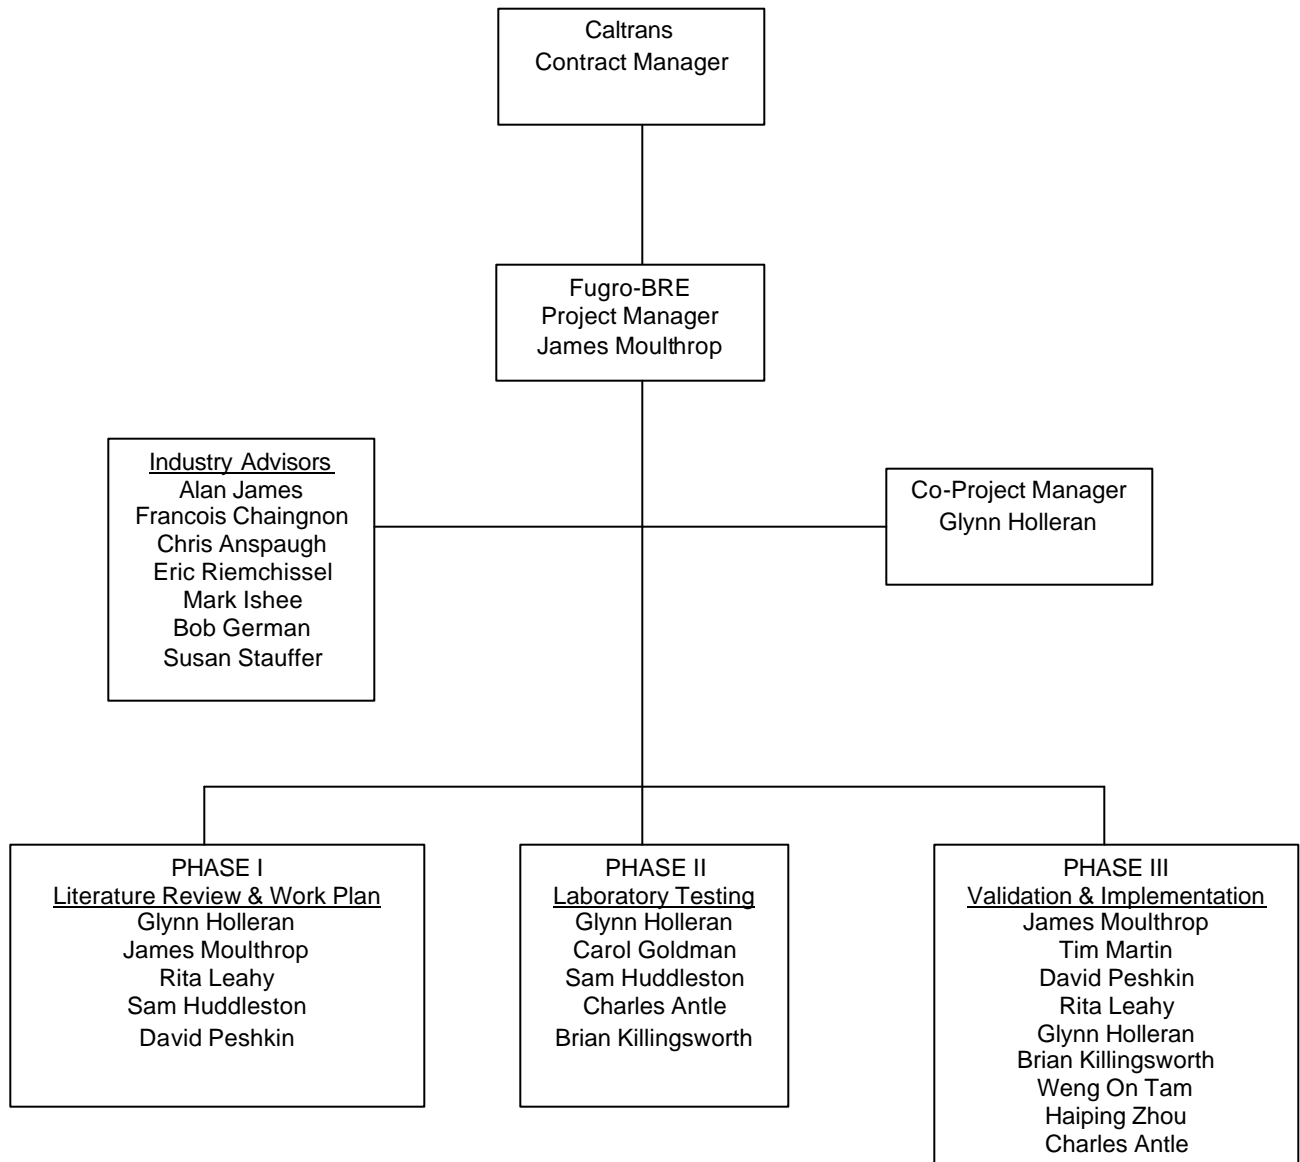 Caltrans
Contract Manager
Fugro-BRE
Project Manager
James Moulthrop
Industry Advisors
Alan James
Francois Chaingnon
Chris Anspaugh
Eric Riemchissel
Mark Ishee
Bob German
Susan Stauffer
Co-Project Manager
Glynn Holleran
PHASE I
Literature Review & Work Plan
Glynn Holleran
James Moulthrop
Rita Leahy
Sam Huddleston
David Peshkin
PHASE II
Laboratory Testing
Glynn Holleran
Carol Goldman
Sam Huddleston
Charles Antle
Brian Killingsworth
PHASE III
Validation & Implementation
James Moulthrop
Tim Martin
David Peshkin
Rita Leahy
Glynn Holleran
Brian Killingsworth
Weng On Tam
Haiping Zhou
Charles Antle